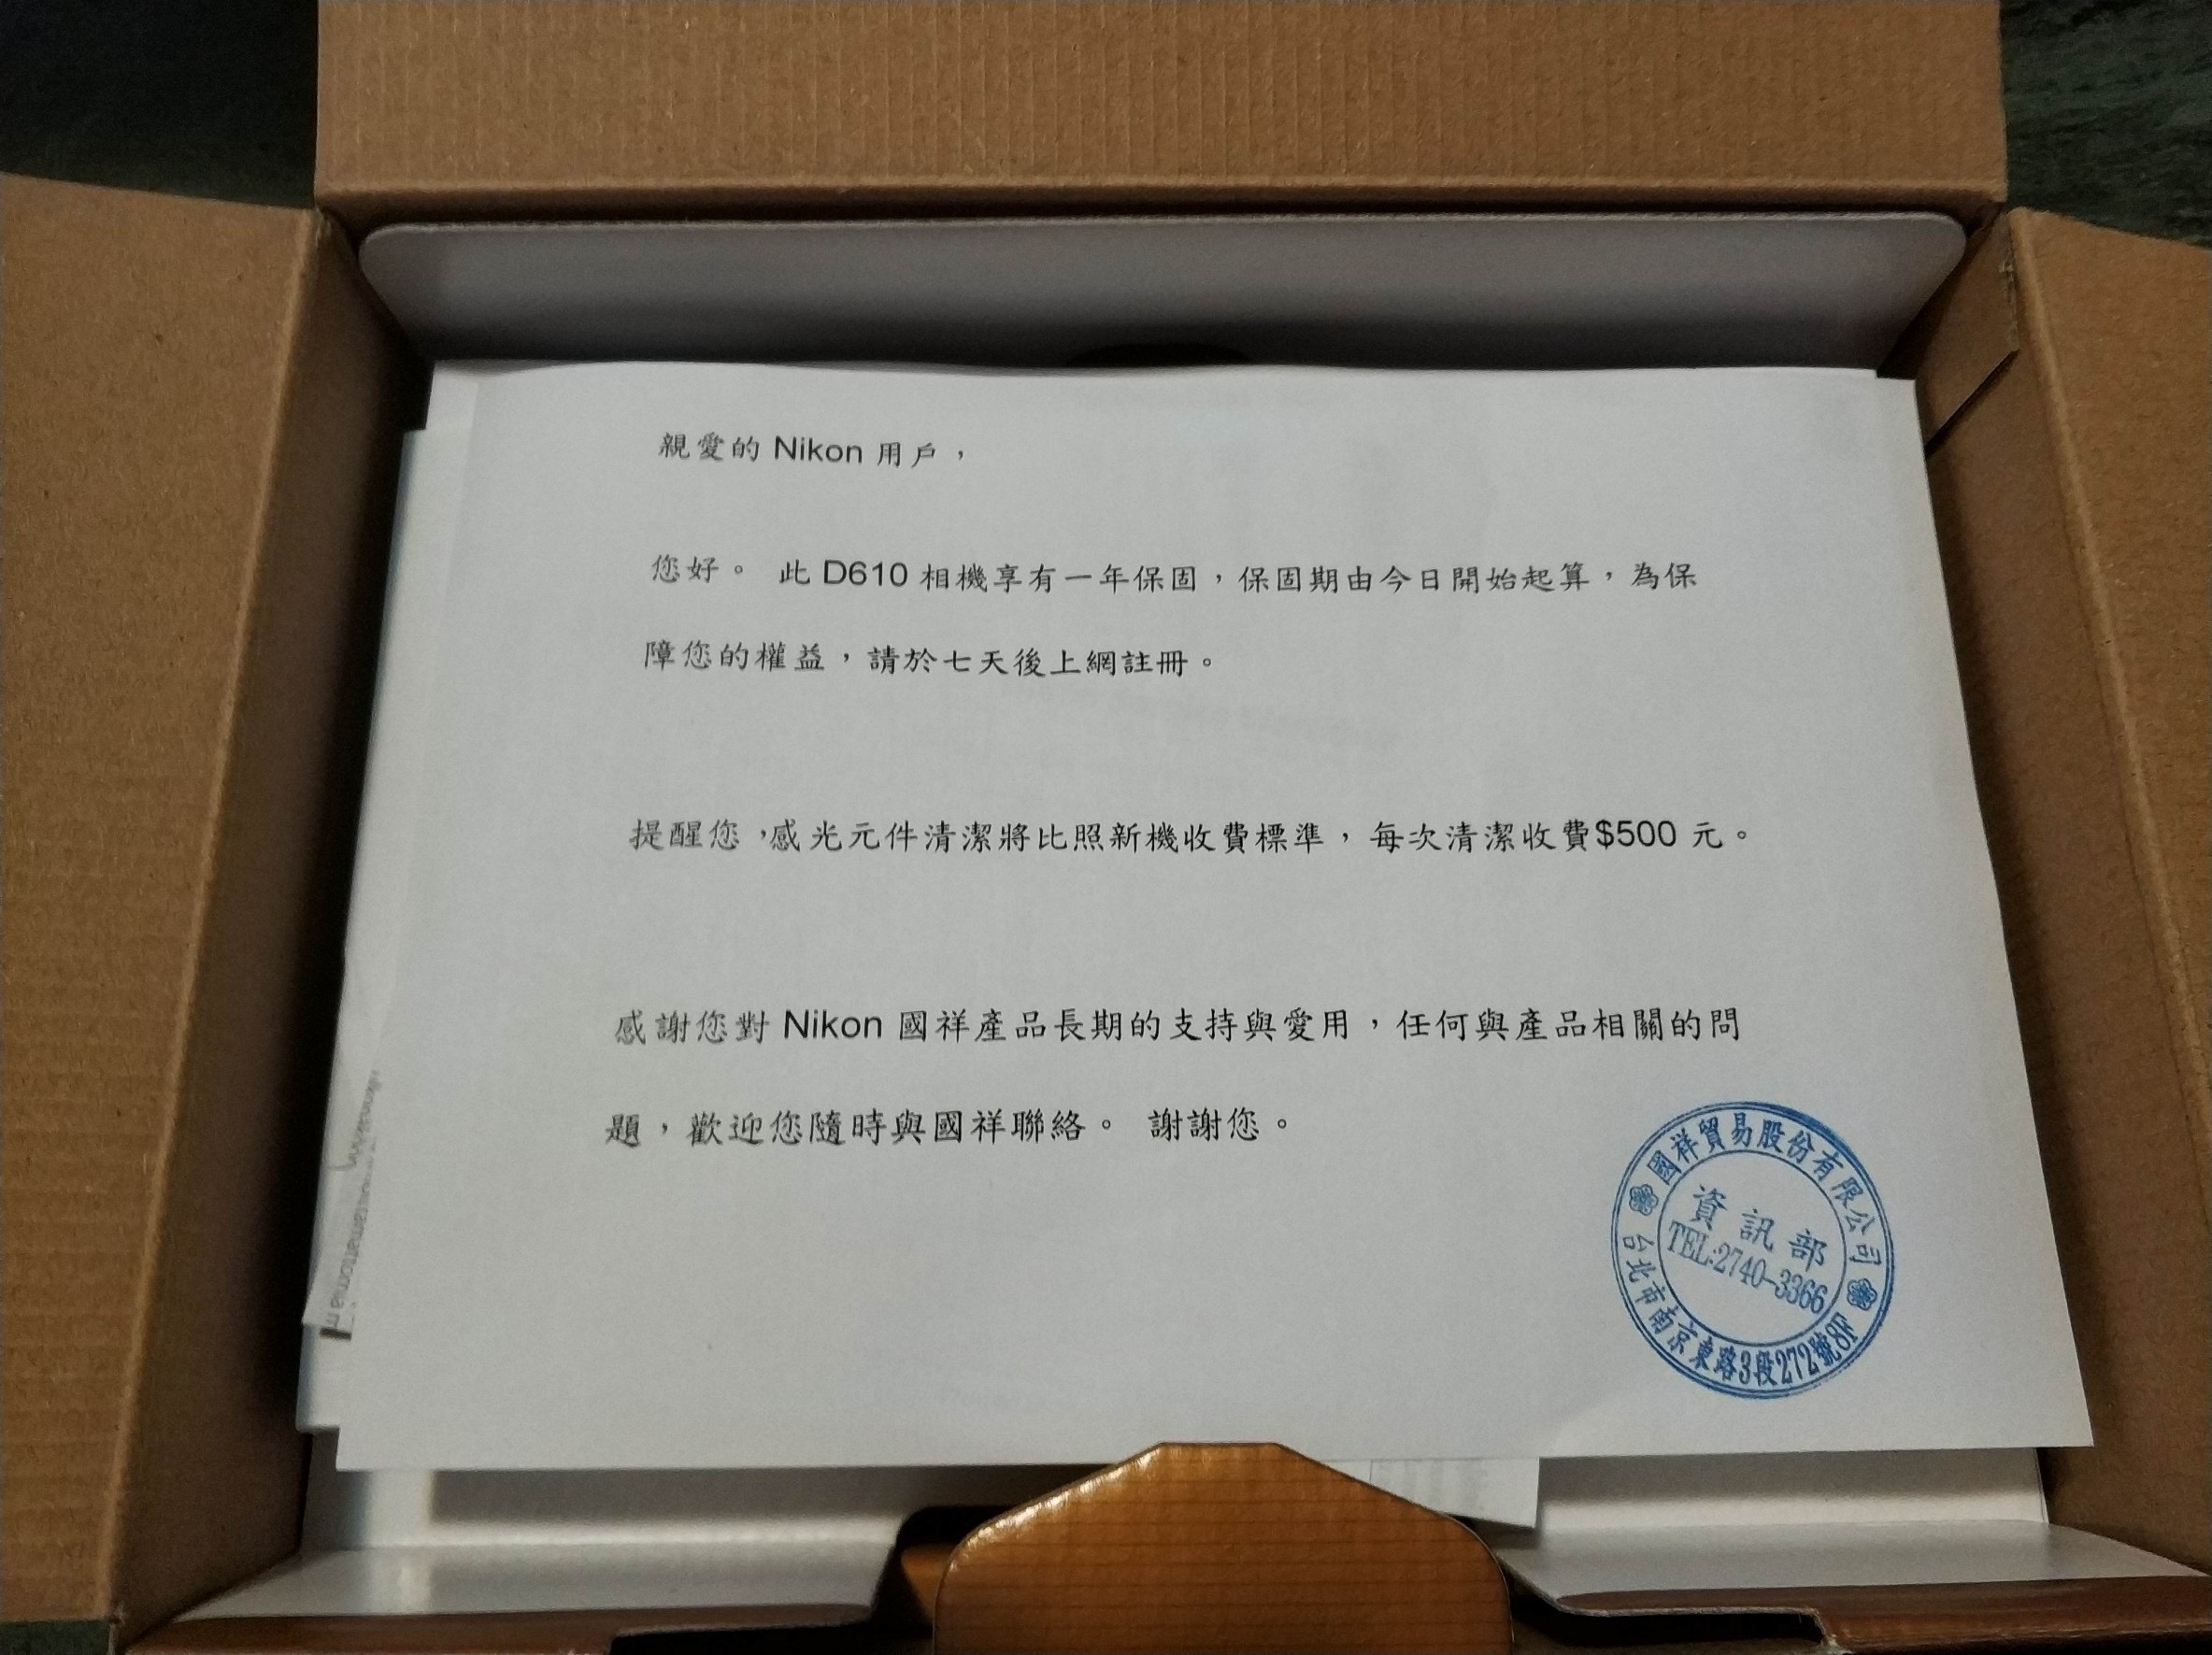 親愛的 Nikon 用戶，
您好。 此 D610 相機享有一年保固，保固期由今日開始起算，為保
障您的權益，請於七天後上網註冊。
提醒您，感光元件清潔將比照新機收費標準，每次清潔收費$500 元。
感謝您對 Nikon 國祥產品長期的支持與愛用，任何與產品相關的問
題，歡迎您隨時與國祥聯絡。 謝謝您。
國祥貿易股份有限公司
資訊部
TEL:2740-3366
台北市南京東路3段272號8F